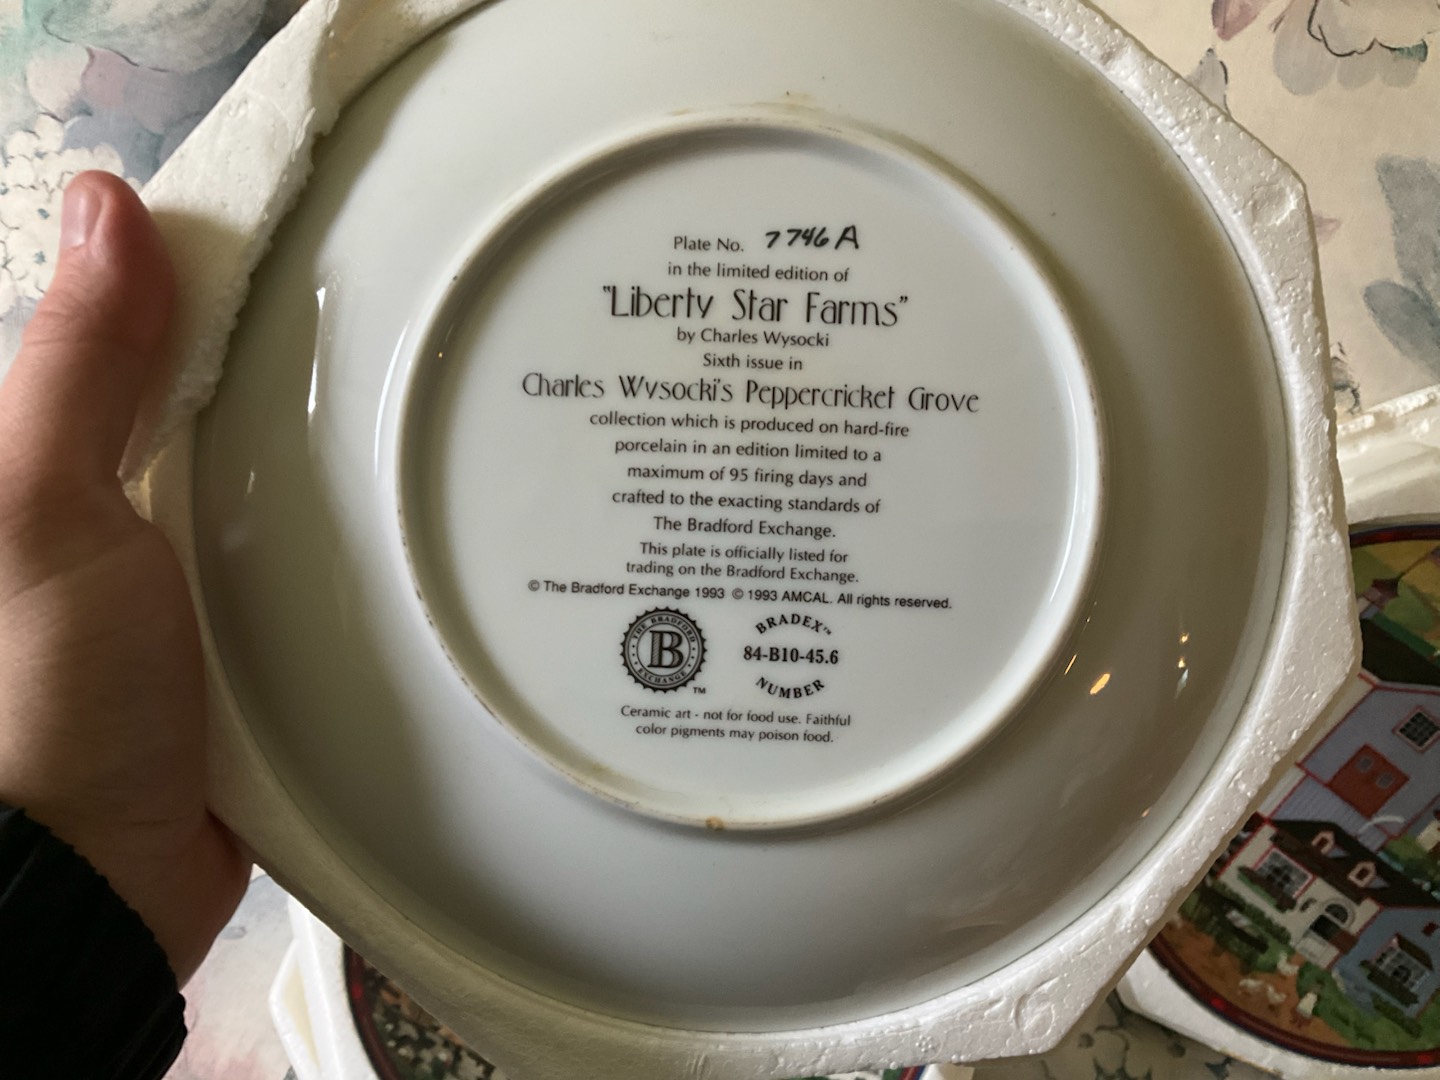 Plate No. 7746A
in the limited edition of
"Liberty Star Farms"
by Charles Wysocki
Sixth issue in
Charles Wysocki's Peppercricket Grove
collection which is produced on hard-fire
porcelain in an edition limited to a
maximum of 95 firing days and
crafted to the exacting standards of
The Bradford Exchange.
This plate is officially listed for
trading on the Bradford Exchange.
© The Bradford Exchange 1993 © 1993 AMCAL. All rights reserved.
THE BRADFORD
B
EXCHANGE
TM
BRADEX™
84-B10-45.6
NUMBER
Ceramic art - not for food use. Faithful
color pigments may poison food.